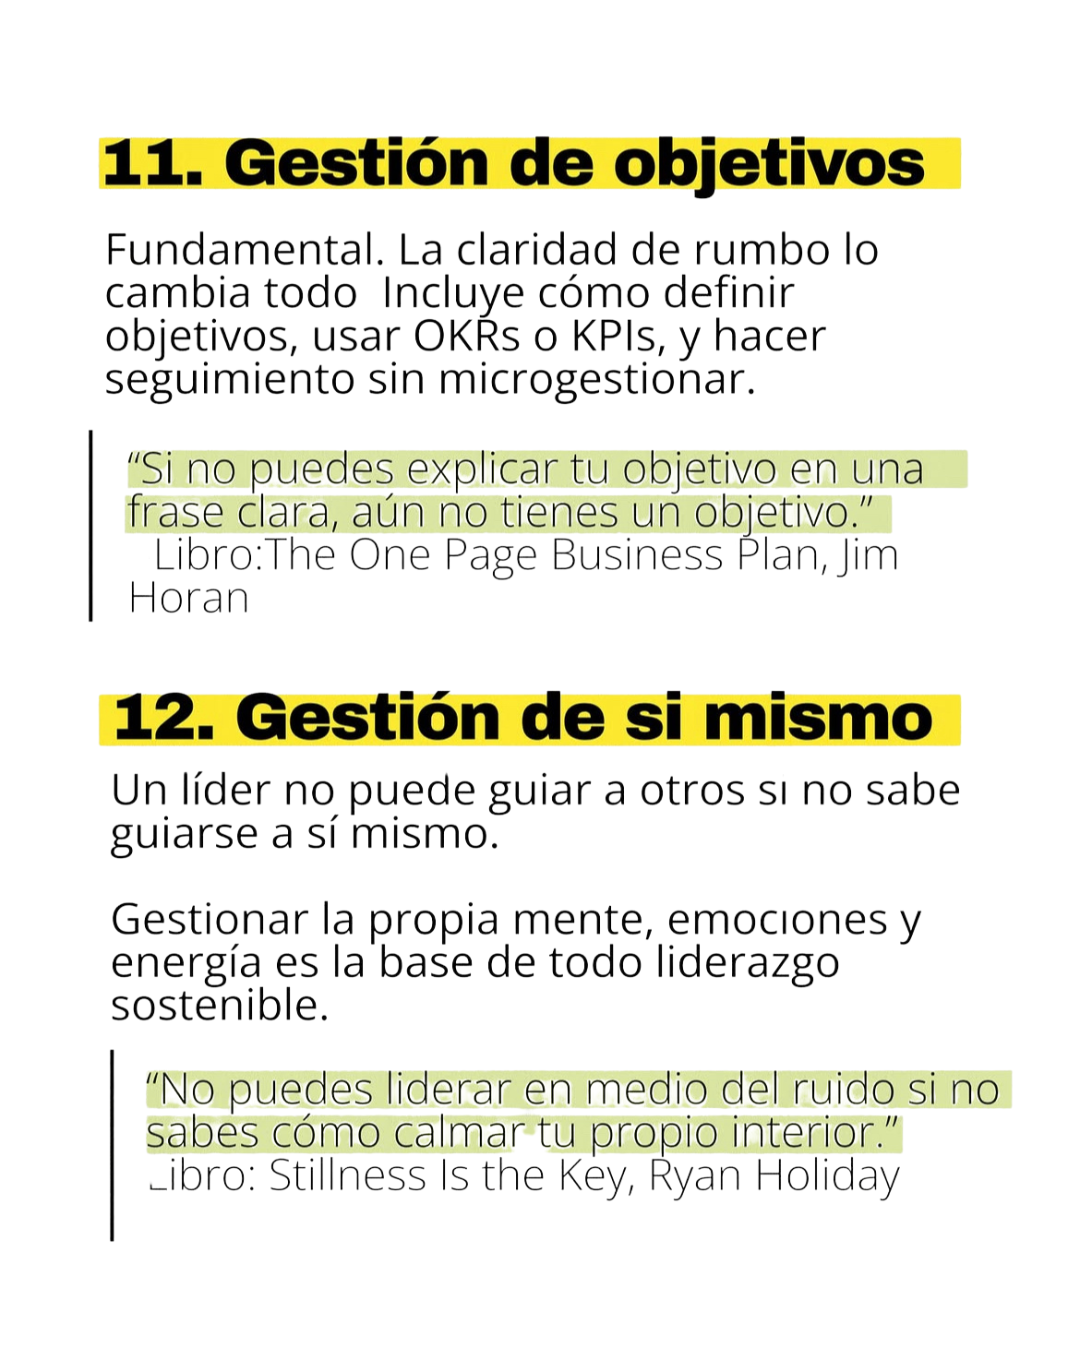 11. Gestión de objetivos
Fundamental. La claridad de rumbo lo
cambia todo  Incluye cómo definir
objetivos, usar OKRs o KPIs, y hacer
seguimiento sin microgestionar.
“Si no puedes explicar tu objetivo en una
frase clara, aún no tienes un objetivo.”
Libro:The One Page Business Plan, Jim
Horan
12. Gestión de si mismo
Un líder no puede guiar a otros si no sabe
guiarse a sí mismo.
Gestionar la propia mente, emociones y
energía es la base de todo liderazgo
sostenible.
“No puedes liderar en medio del ruido si no
sabes cómo calmar tu propio interior.”
Libro: Stillness Is the Key, Ryan Holiday